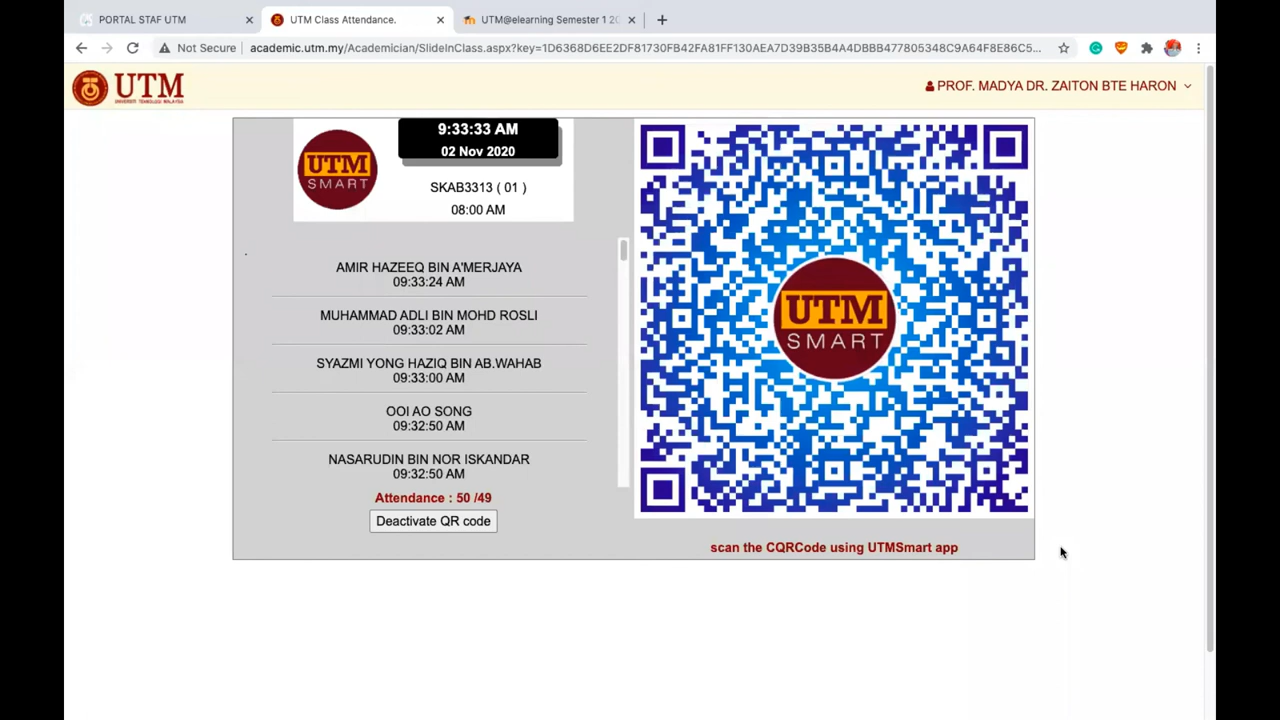 PORTAL STAF UTM
UTM Class Attendance.
UTM@elearning Semester 1 20
Not Secure
academic.utm.my/Academician/SlideInClass.aspx?key=1D6368D6EE2DF81730FB42FA81FF130AEA7D39B35B4A4DBBB477805348C9A64F8E86C5...
UTM
UNIVERSITI TEKNOLOGI MALAYSIA
PROF. MADYA DR. ZAITON BTE HARON
UTM
SMART
9:33:33 AM
02 Nov 2020
SKAB3313 ( 01 )
08:00 AM
AMIR HAZEEQ BIN A'MERJAYA
09:33:24 AM
MUHAMMAD ADLI BIN MOHD ROSLI
09:33:02 AM
SYAZMI YONG HAZIQ BIN AB.WAHAB
09:33:00 AM
OOI AO SONG
09:32:50 AM
NASARUDIN BIN NOR ISKANDAR
09:32:50 AM
Attendance : 50 /49
Deactivate QR code
UTM
SMART
scan the CQRCode using UTMSmart app